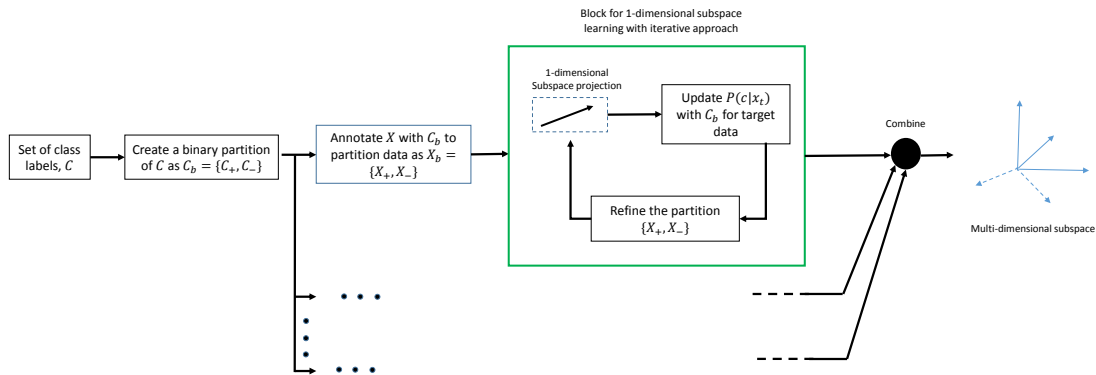 Block for 1-dimensional subspace
learning with iterative approach
1-dimensional
Subspace projection
Update P(c|x_t)
with C_b for target
data
Combine
Set of class
labels, C
Create a binary partition
of C as C_b = {C_+, C_−}
Annotate X with C_b to
partition data as X_b =
{X_+, X_−}
Refine the partition
{X_+, X_−}
Multi-dimensional subspace